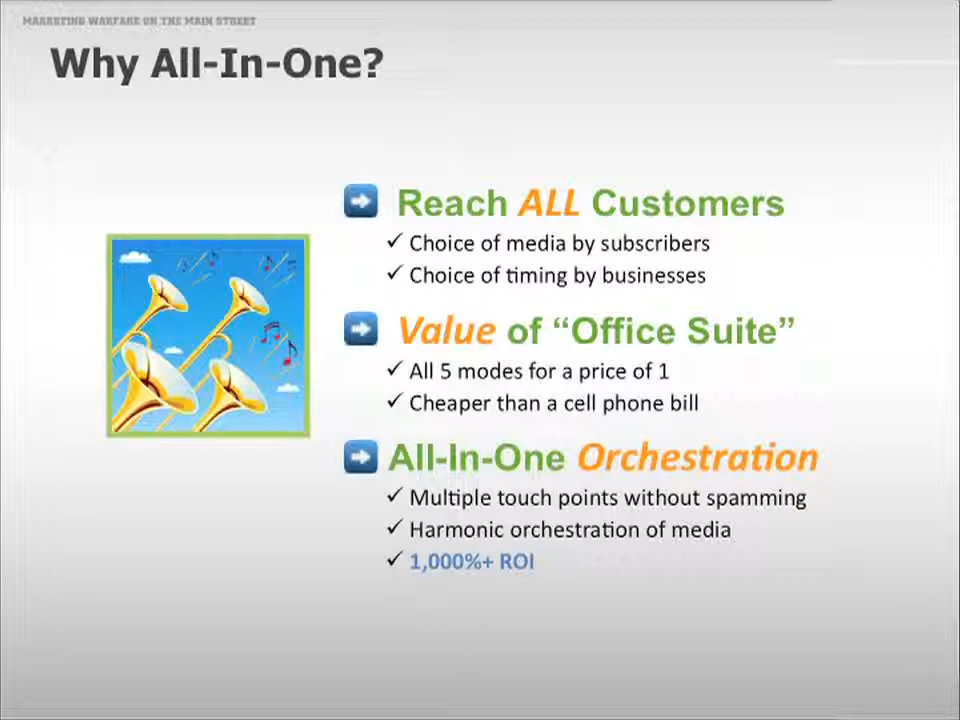 MARKETING WARFARE ON THE MAIN STREET
Why All-In-One?
Reach ALL Customers
✓ Choice of media by subscribers
✓ Choice of timing by businesses
Value of “Office Suite”
✓ All 5 modes for a price of 1
✓ Cheaper than a cell phone bill
All-In-One Orchestration
✓ Multiple touch points without spamming
✓ Harmonic orchestration of media
✓ 1,000%+ ROI